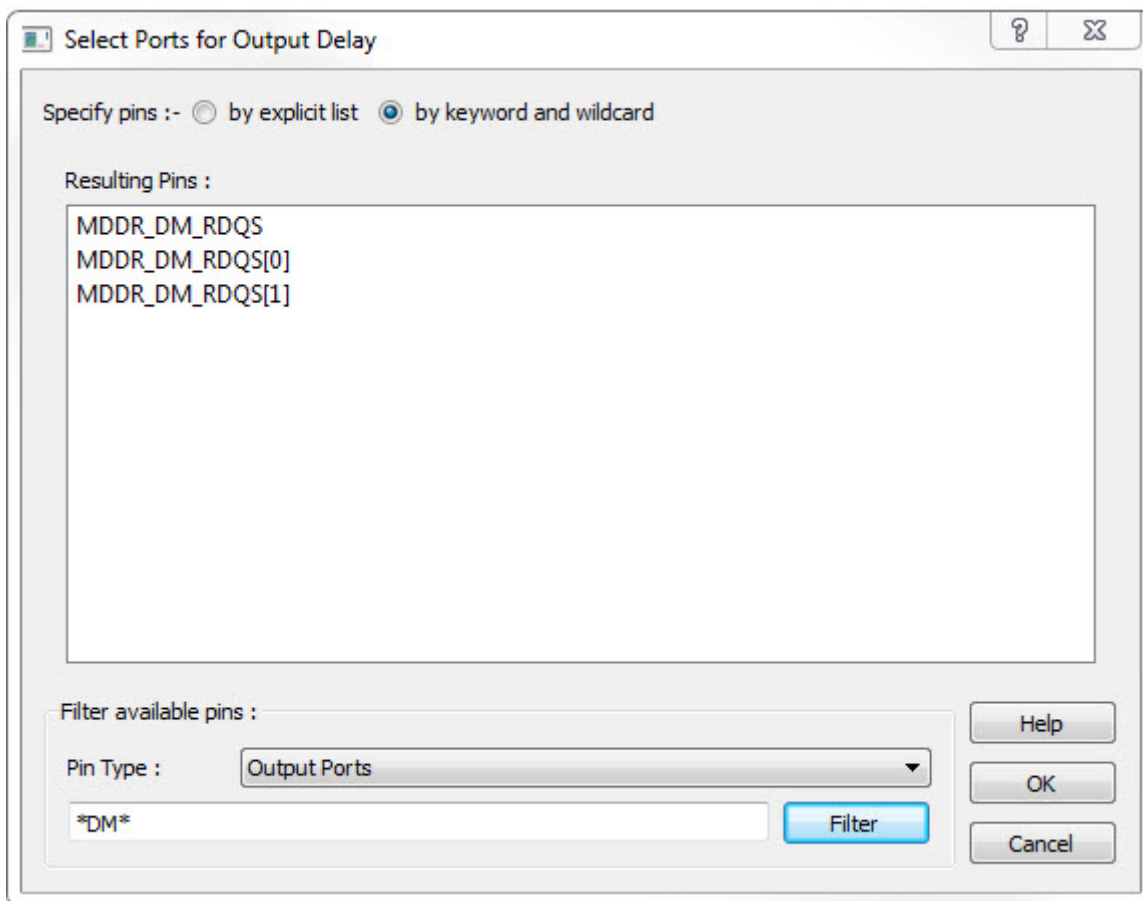 Select Ports for Output Delay
Specify pins :- by explicit list by keyword and wildcard
Resulting Pins :
MDDR_DM_RDQS
MDDR_DM_RDQS[0]
MDDR_DM_RDQS[1]
Filter available pins :
Pin Type : Output Ports
*DM* Filter
Help
OK
Cancel